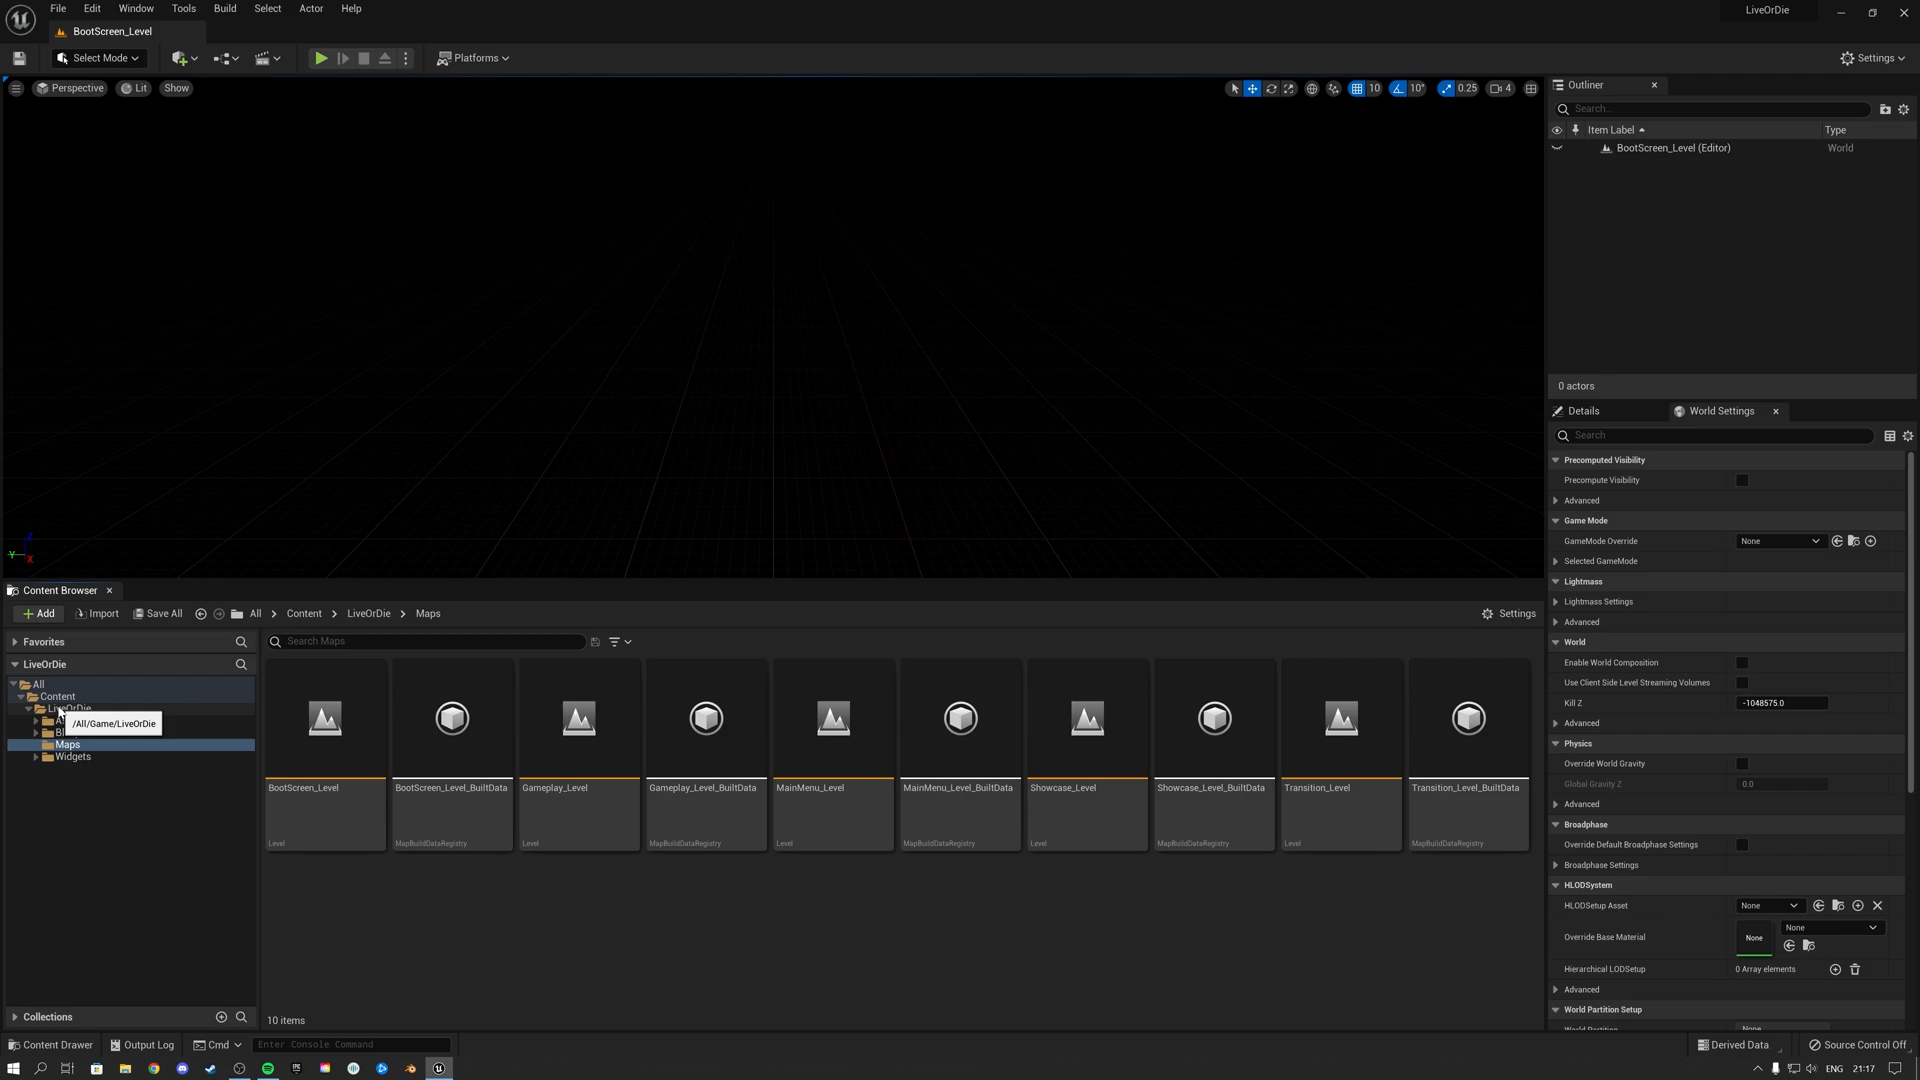 File Edit Window Tools Build Select Actor Help LiveOrDie
BootScreen_Level
Select Mode Platforms Settings
Perspective Lit Show 10 10° 0.25 4
Outliner
Search...
Item Label Type
BootScreen_Level (Editor) World
0 actors
Details World Settings
Search
Precomputed Visibility
Precompute Visibility
Advanced
Game Mode
GameMode Override None
Selected GameMode
Lightmass
Lightmass Settings
Advanced
World
Enable World Composition
Use Client Side Level Streaming Volumes
Kill Z -1048575.0
Advanced
Physics
Override World Gravity
Global Gravity Z 0.0
Advanced
Broadphase
Override Default Broadphase Settings
Broadphase Settings
HLODSystem
HLODSetup Asset None
Override Base Material None None
Hierarchical LODSetup 0 Array elements
Advanced
World Partition Setup
Y Z X
Content Browser
Add Import Save All All Content LiveOrDie Maps Settings
Favorites
LiveOrDie
All
Content
LiveOrDie
/All/Game/LiveOrDie
Maps
Widgets
Collections
Search Maps
BootScreen_Level BootScreen_Level_BuiltData Gameplay_Level Gameplay_Level_BuiltData MainMenu_Level MainMenu_Level_BuiltData Showcase_Level Showcase_Level_BuiltData Transition_Level Transition_Level_BuiltData
Level MapBuildDataRegistry Level MapBuildDataRegistry Level MapBuildDataRegistry Level MapBuildDataRegistry Level MapBuildDataRegistry
10 items
Content Drawer Output Log Cmd Enter Console Command Derived Data Source Control Off
ENG 21:17